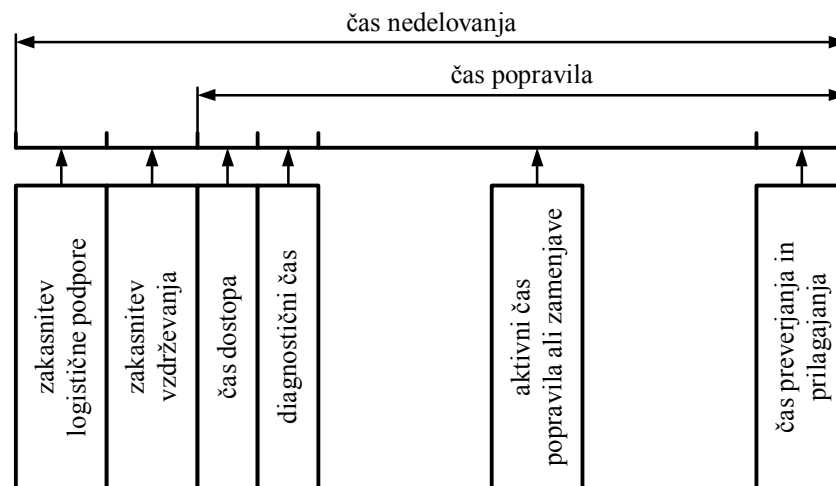 čas nedelovanja
čas popravila
zakasnitev
logistične podpore
zakasnitev
vzdrževanja
čas dostopa
diagnostični čas
aktivni čas
popravila ali zamenjave
čas preverjanja in
prilagajanja